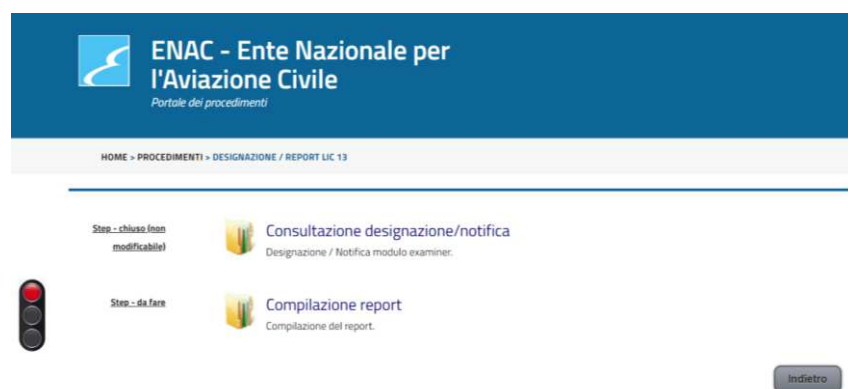 ENAC - Ente Nazionale per
l'Aviazione Civile
Portale dei procedimenti
HOME > PROCEDIMENTI > DESIGNAZIONE / REPORT LIC 13
Step - chiuso (non
modificabile)
Consultazione designazione/notifica
Designazione / Notifica modulo examiner.
Step - da fare
Compilazione report
Compilazione del report.
Indietro